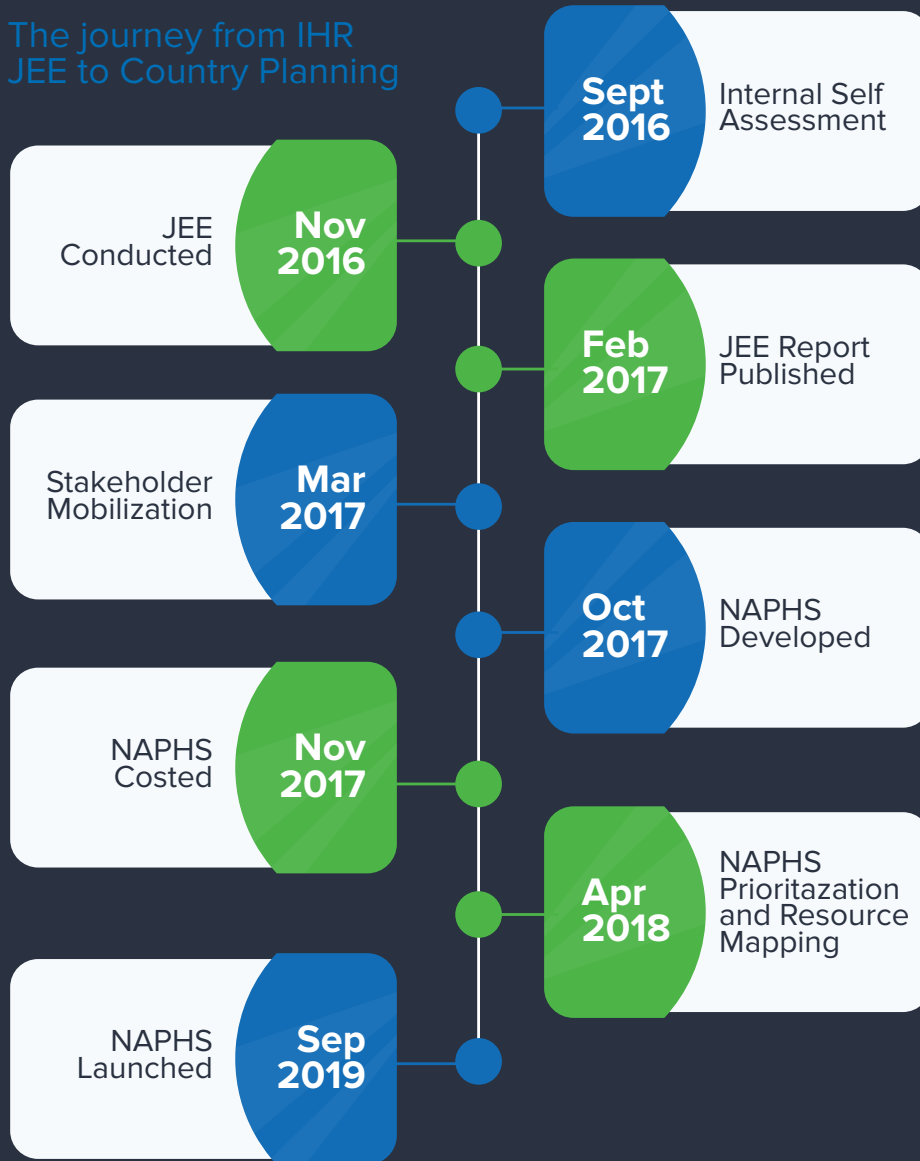 The journey from IHR
JEE to Country Planning
Sept
2016
Internal Self
Assessment
JEE
Conducted
Nov
2016
Feb
2017
JEE Report
Published
Stakeholder
Mobilization
Mar
2017
Oct
2017
NAPHS
Developed
NAPHS
Costed
Nov
2017
Apr
2018
NAPHS
Prioritazation
and Resource
Mapping
NAPHS
Launched
Sep
2019